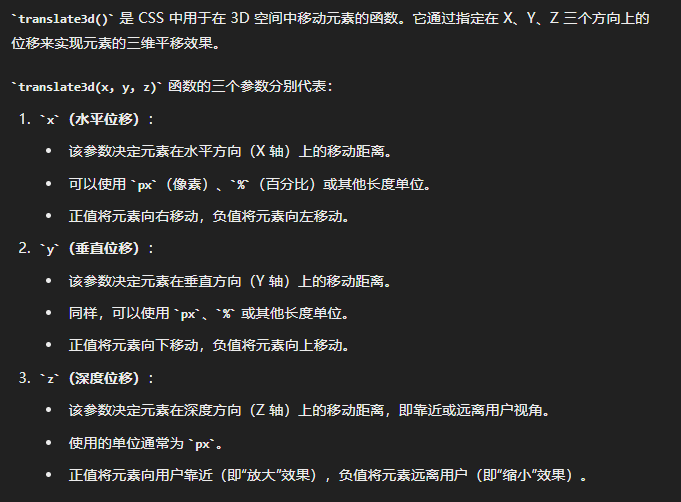 `translate3d()` 是 CSS 中用于在 3D 空间中移动元素的函数。它通过指定在 X、Y、Z 三个方向上的
位移来实现元素的三维平移效果。
`translate3d(x, y, z)` 函数的三个参数分别代表：
1. `x`（水平位移）：
• 该参数决定元素在水平方向（X 轴）上的移动距离。
• 可以使用 `px`（像素）、`%`（百分比）或其他长度单位。
• 正值将元素向右移动，负值将元素向左移动。
2. `y`（垂直位移）：
• 该参数决定元素在垂直方向（Y 轴）上的移动距离。
• 同样，可以使用 `px`、`%` 或其他长度单位。
• 正值将元素向下移动，负值将元素向上移动。
3. `z`（深度位移）：
• 该参数决定元素在深度方向（Z 轴）上的移动距离，即靠近或远离用户视角。
• 使用的单位通常为 `px`。
• 正值将元素向用户靠近（即“放大”效果），负值将元素远离用户（即“缩小”效果）。